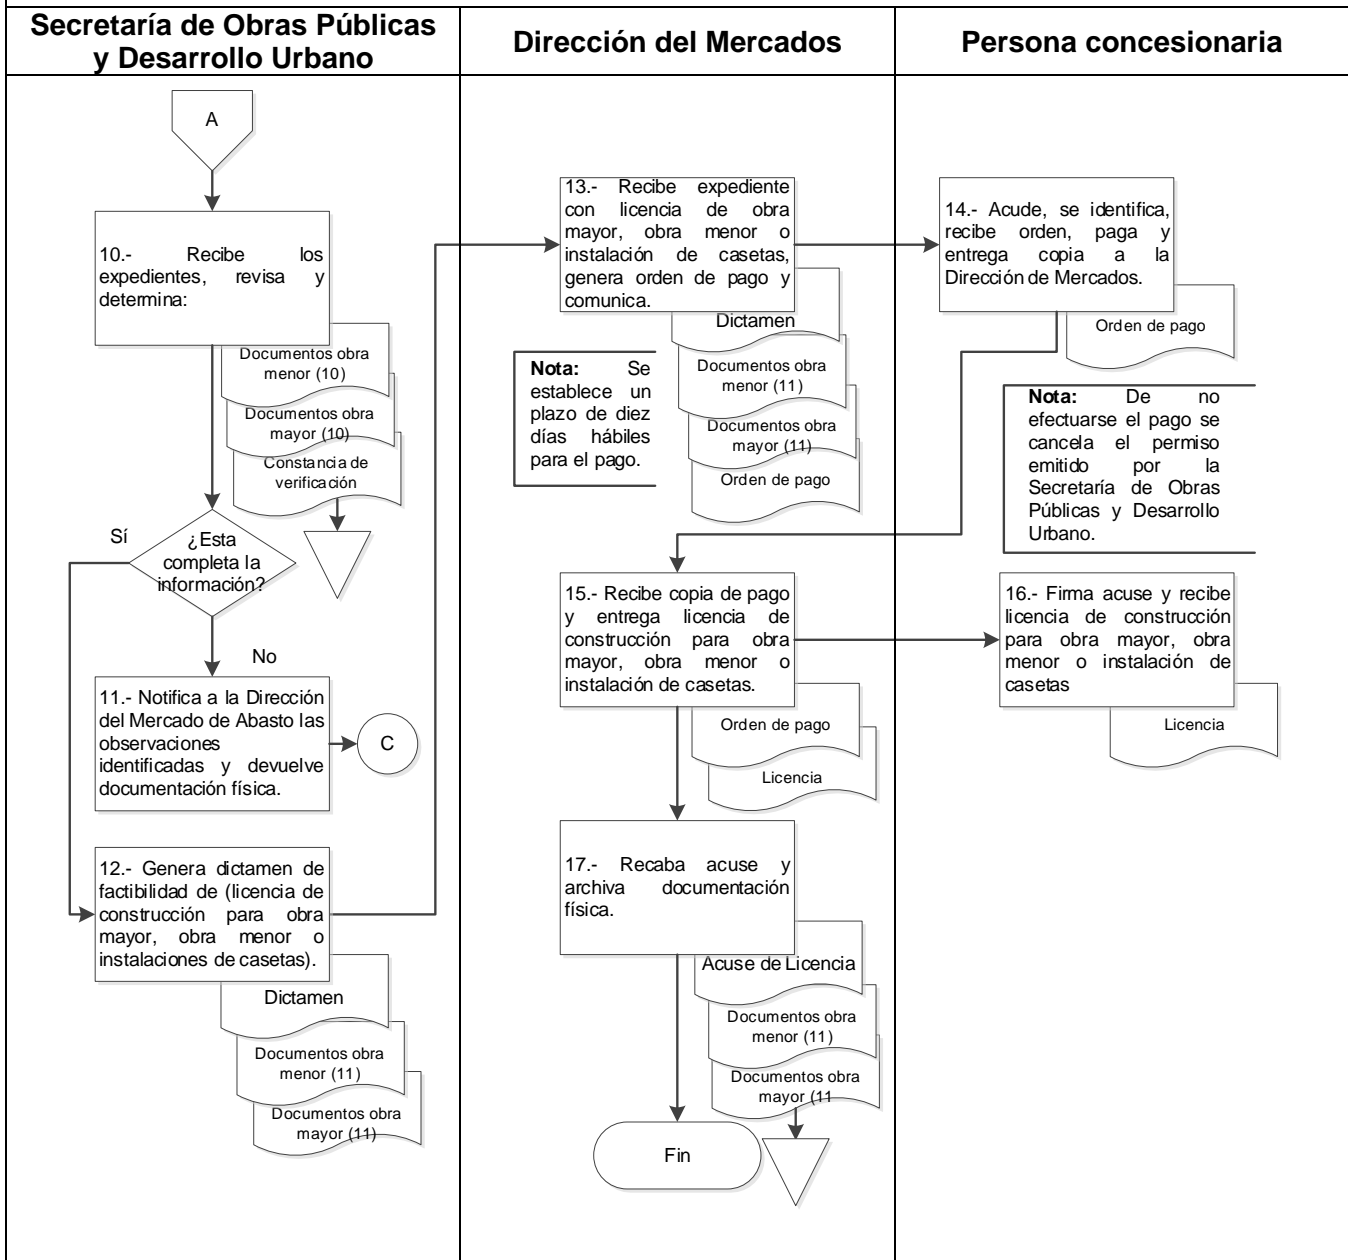 Secretaría de Obras Públicas
y Desarrollo Urbano
Dirección del Mercados
Persona concesionaria
A
10.- Recibe los
expedientes, revisa y
determina:
Documentos obra
menor (10)
Documentos obra
mayor (10)
Constancia de
verificación
¿Esta
completa la
información?
Sí
No
11.- Notifica a la Dirección
del Mercado de Abasto las
observaciones
identificadas y devuelve
documentación física.
C
12.- Genera dictamen de
factibilidad de (licencia de
construcción para obra
mayor, obra menor o
instalaciones de casetas).
Dictamen
Documentos obra
menor (11)
Documentos obra
mayor (11)
13.- Recibe expediente
con licencia de obra
mayor, obra menor o
instalación de casetas,
genera orden de pago y
comunica.
Dictamen
Documentos obra
menor (11)
Documentos obra
mayor (11)
Orden de pago
Nota: Se
establece un
plazo de diez
días hábiles
para el pago.
14.- Acude, se identifica,
recibe orden, paga y
entrega copia a la
Dirección de Mercados.
Orden de pago
Nota: De no
efectuarse el pago se
cancela el permiso
emitido por la
Secretaría de Obras
Públicas y Desarrollo
Urbano.
15.- Recibe copia de pago
y entrega licencia de
construcción para obra
mayor, obra menor o
instalación de casetas.
Orden de pago
Licencia
16.- Firma acuse y recibe
licencia de construcción
para obra mayor, obra
menor o instalación de
casetas
Licencia
17.- Recaba acuse y
archiva documentación
física.
Acuse de Licencia
Documentos obra
menor (11)
Documentos obra
mayor (11
Fin